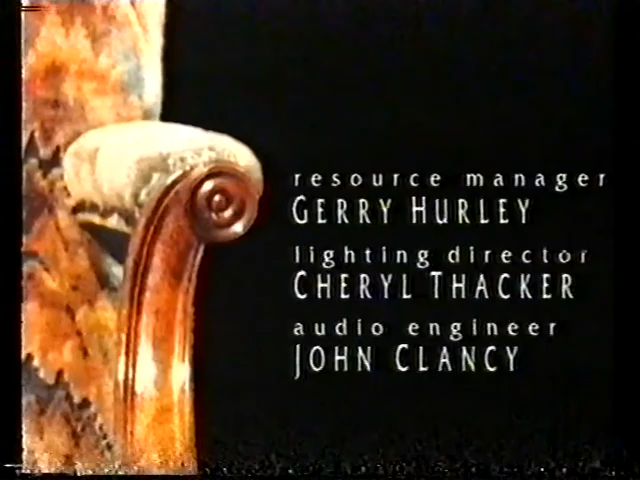 resource manager
GERRY HURLEY
lighting director
CHERYL THACKER
audio engineer
JOHN CLANCY